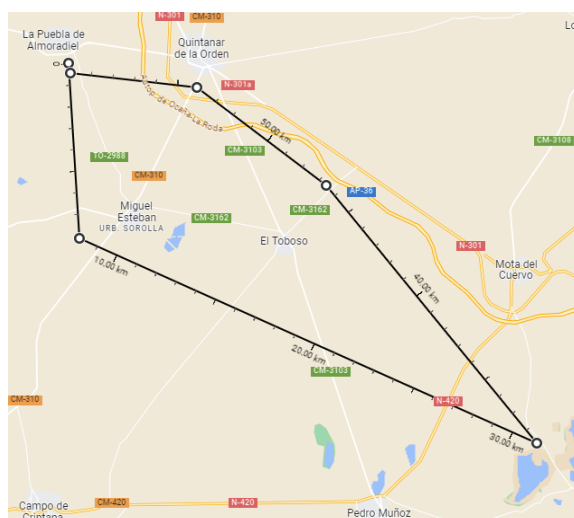 N-301
CM-310
Lo
La Puebla de
Almoradiel
Quintanar
de la Orden
0
N-301a
Autop. de Ocaña La Roda
50.00 km
CM-3103
CM-3108
TO-2988
CM-310
AP-36
Miguel
Esteban
URB. SOROLLA
CM-3162
CM-3162
El Toboso
N-301
Mota del
Cuervo
10.00 km
40.00 km
20.00 km
CM-3103
CM-310
N-420
30.00 km
CM-420
N-420
Campo de
Criptana
Pedro Muñoz